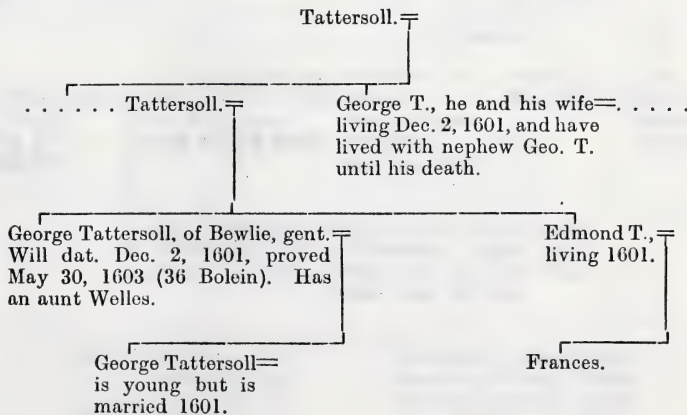 Tattersoll.
. . . . . . Tattersoll.
George T., he and his wife . . . . .
living Dec. 2, 1601, and have
lived with nephew Geo. T.
until his death.
George Tattersoll, of Bewlie, gent.
Will dat. Dec. 2, 1601, proved
May 30, 1603 (36 Bolein). Has
an aunt Welles.
Edmond T.,
living 1601.
George Tattersoll
is young but is
married 1601.
Frances.